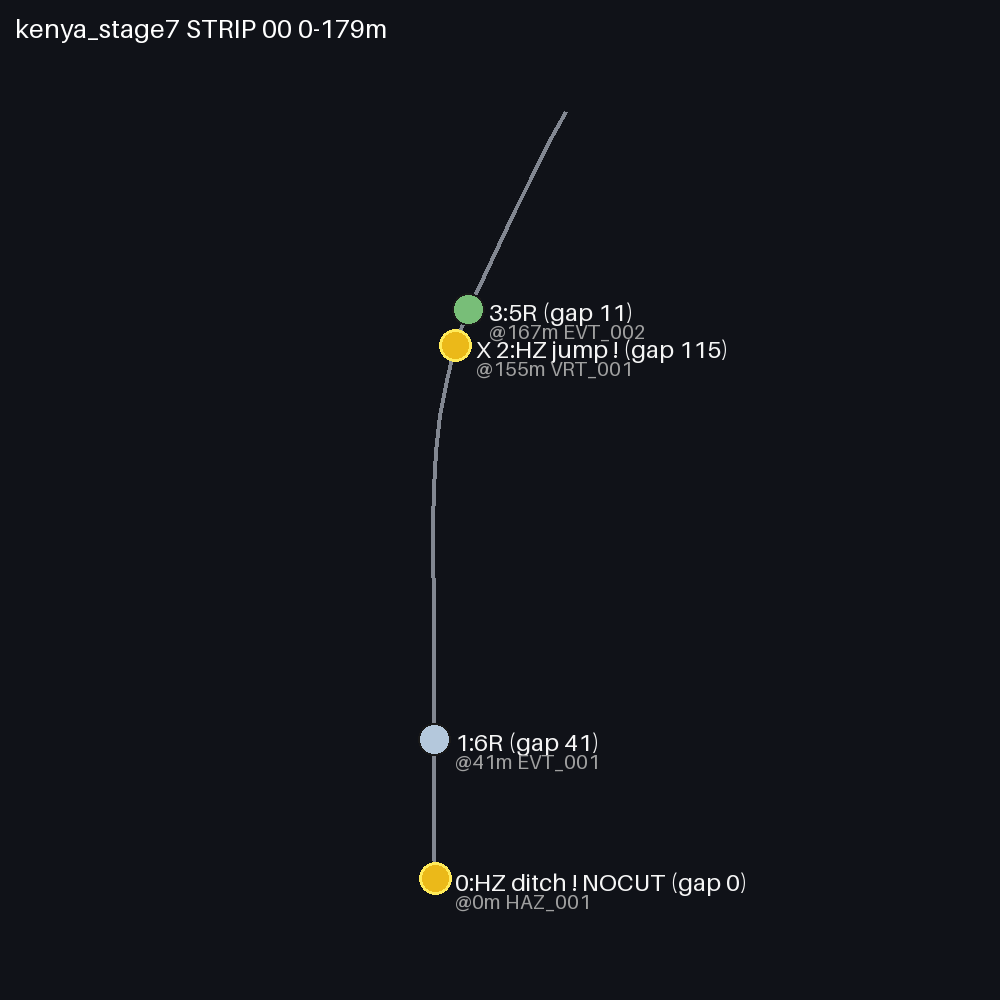 kenya_stage7 STRIP 00 0-179m
3:5R (gap 11)
@167m EVT_002
X 2:HZ jump ! (gap 115)
@155m VRT_001
1:6R (gap 41)
@41m EVT_001
0:HZ ditch ! NOCUT (gap 0)
@0m HAZ_001